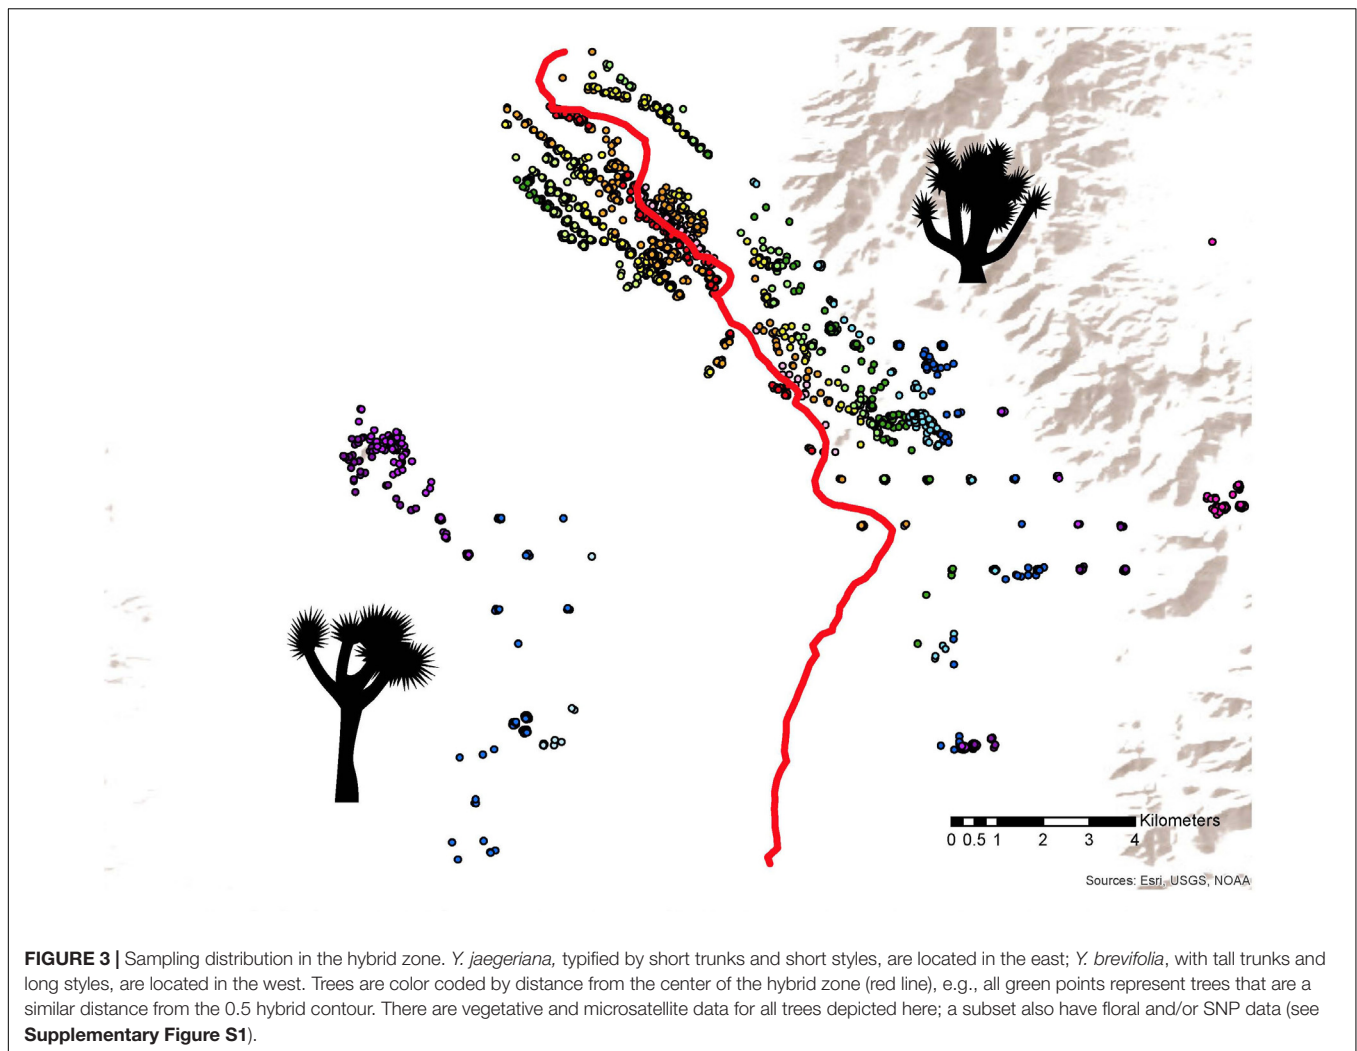 Kilometers
0 0.5 1 2 3 4
Sources: Esri, USGS, NOAA
FIGURE 3 | Sampling distribution in the hybrid zone. Y. jaegeriana, typified by short trunks and short styles, are located in the east; Y. brevifolia, with tall trunks and
long styles, are located in the west. Trees are color coded by distance from the center of the hybrid zone (red line), e.g., all green points represent trees that are a
similar distance from the 0.5 hybrid contour. There are vegetative and microsatellite data for all trees depicted here; a subset also have floral and/or SNP data (see
Supplementary Figure S1).